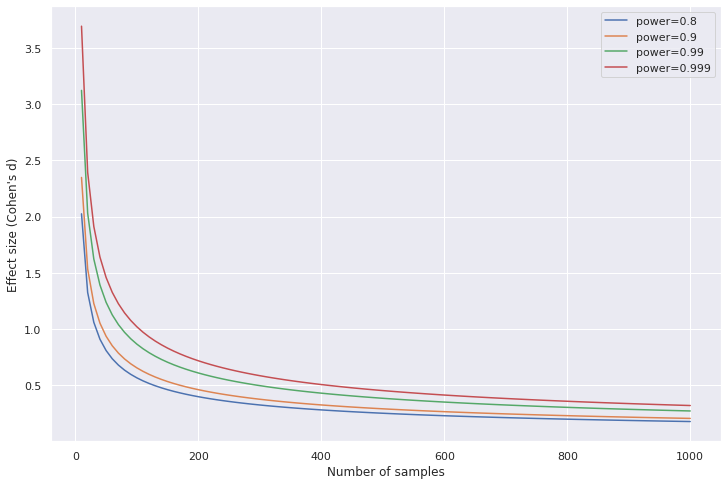 power=0.8
power=0.9
power=0.99
power=0.999
3.5
3.0
2.5
2.0
1.5
1.0
0.5
Effect size (Cohen's d)
0 200 400 600 800 1000
Number of samples